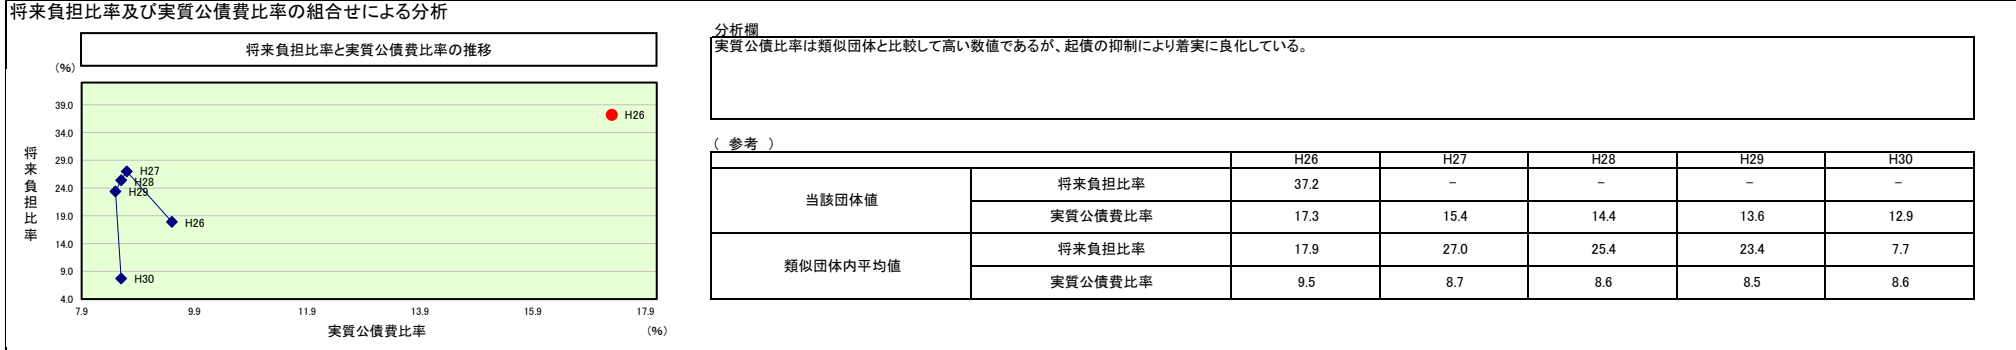 将来負担比率及び実質公債費比率の組合せによる分析
将来負担比率と実質公債費比率の推移
(%)
39.0
34.0
29.0
24.0
19.0
14.0
9.0
4.0
将来負担比率
H26
H27
H28
H29
H26
H30
7.9 9.9 11.9 13.9 15.9 17.9
実質公債費比率
(%)
分析欄
実質公債比率は類似団体と比較して高い数値であるが、起債の抑制により着実に良化している。
( 参考 )
H26 H27 H28 H29 H30
当該団体値
将来負担比率 37.2 － － － －
実質公債費比率 17.3 15.4 14.4 13.6 12.9
類似団体内平均値
将来負担比率 17.9 27.0 25.4 23.4 7.7
実質公債費比率 9.5 8.7 8.6 8.5 8.6